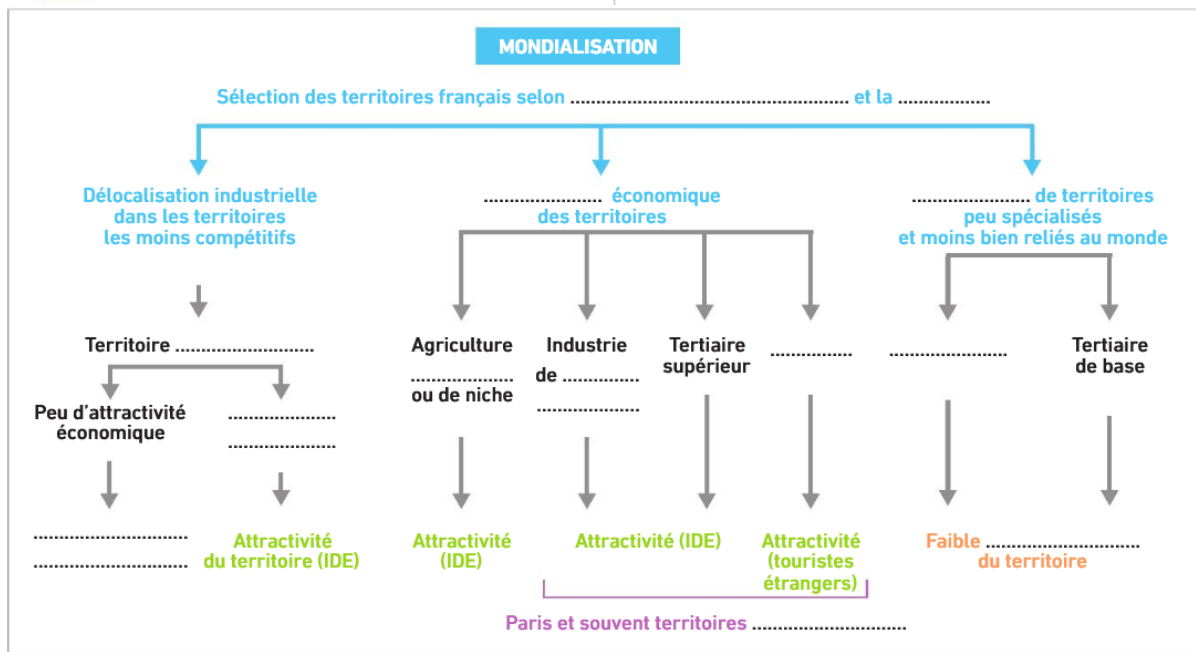 MONDIALISATION
Sélection des territoires français selon ...................................................... et la ..................
Délocalisation industrielle
dans les territoires
les moins compétitifs
....................... économique
des territoires
....................... de territoires
peu spécialisés
et moins bien reliés au monde
Territoire ...........................
Peu d'attractivité
économique
.....................
.....................
Agriculture
.....................
ou de niche
Industrie
de ...............
.....................
Tertiaire
supérieur
................
.......................
Tertiaire
de base
..............................
..............................
Attractivité
du territoire (IDE)
Attractivité
(IDE)
Attractivité (IDE)
Attractivité
(touristes
étrangers)
Faible ..............................
du territoire
Paris et souvent territoires ..............................